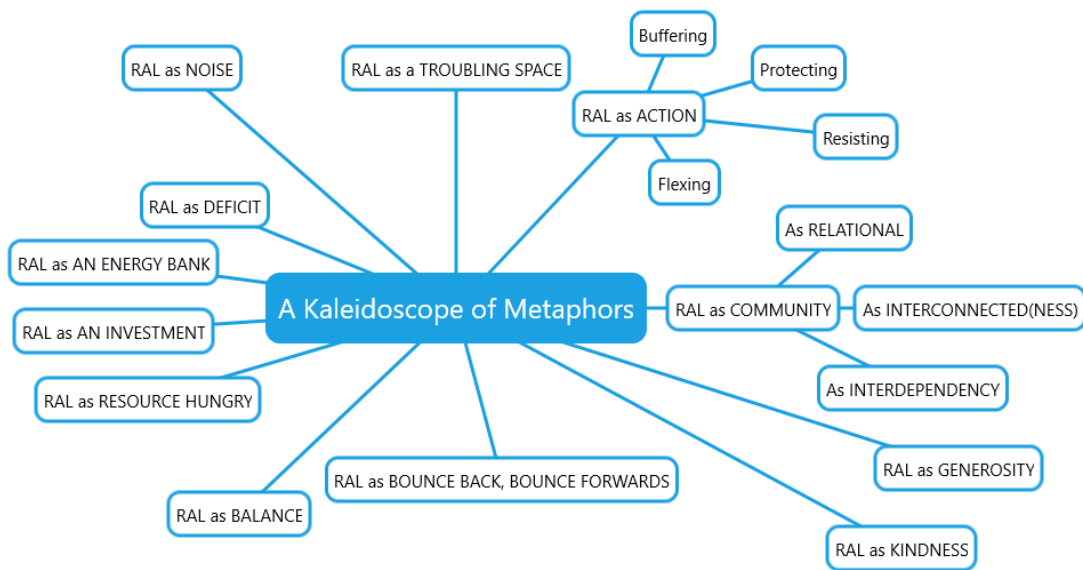 Buffering
RAL as NOISE
RAL as a TROUBLING SPACE
Protecting
RAL as ACTION
Resisting
Flexing
RAL as DEFICIT
As RELATIONAL
RAL as AN ENERGY BANK
A Kaleidoscope of Metaphors
RAL as COMMUNITY
As INTERCONNECTED(NESS)
RAL as AN INVESTMENT
As INTERDEPENDENCY
RAL as RESOURCE HUNGRY
RAL as GENEROSITY
RAL as BOUNCE BACK, BOUNCE FORWARDS
RAL as BALANCE
RAL as KINDNESS